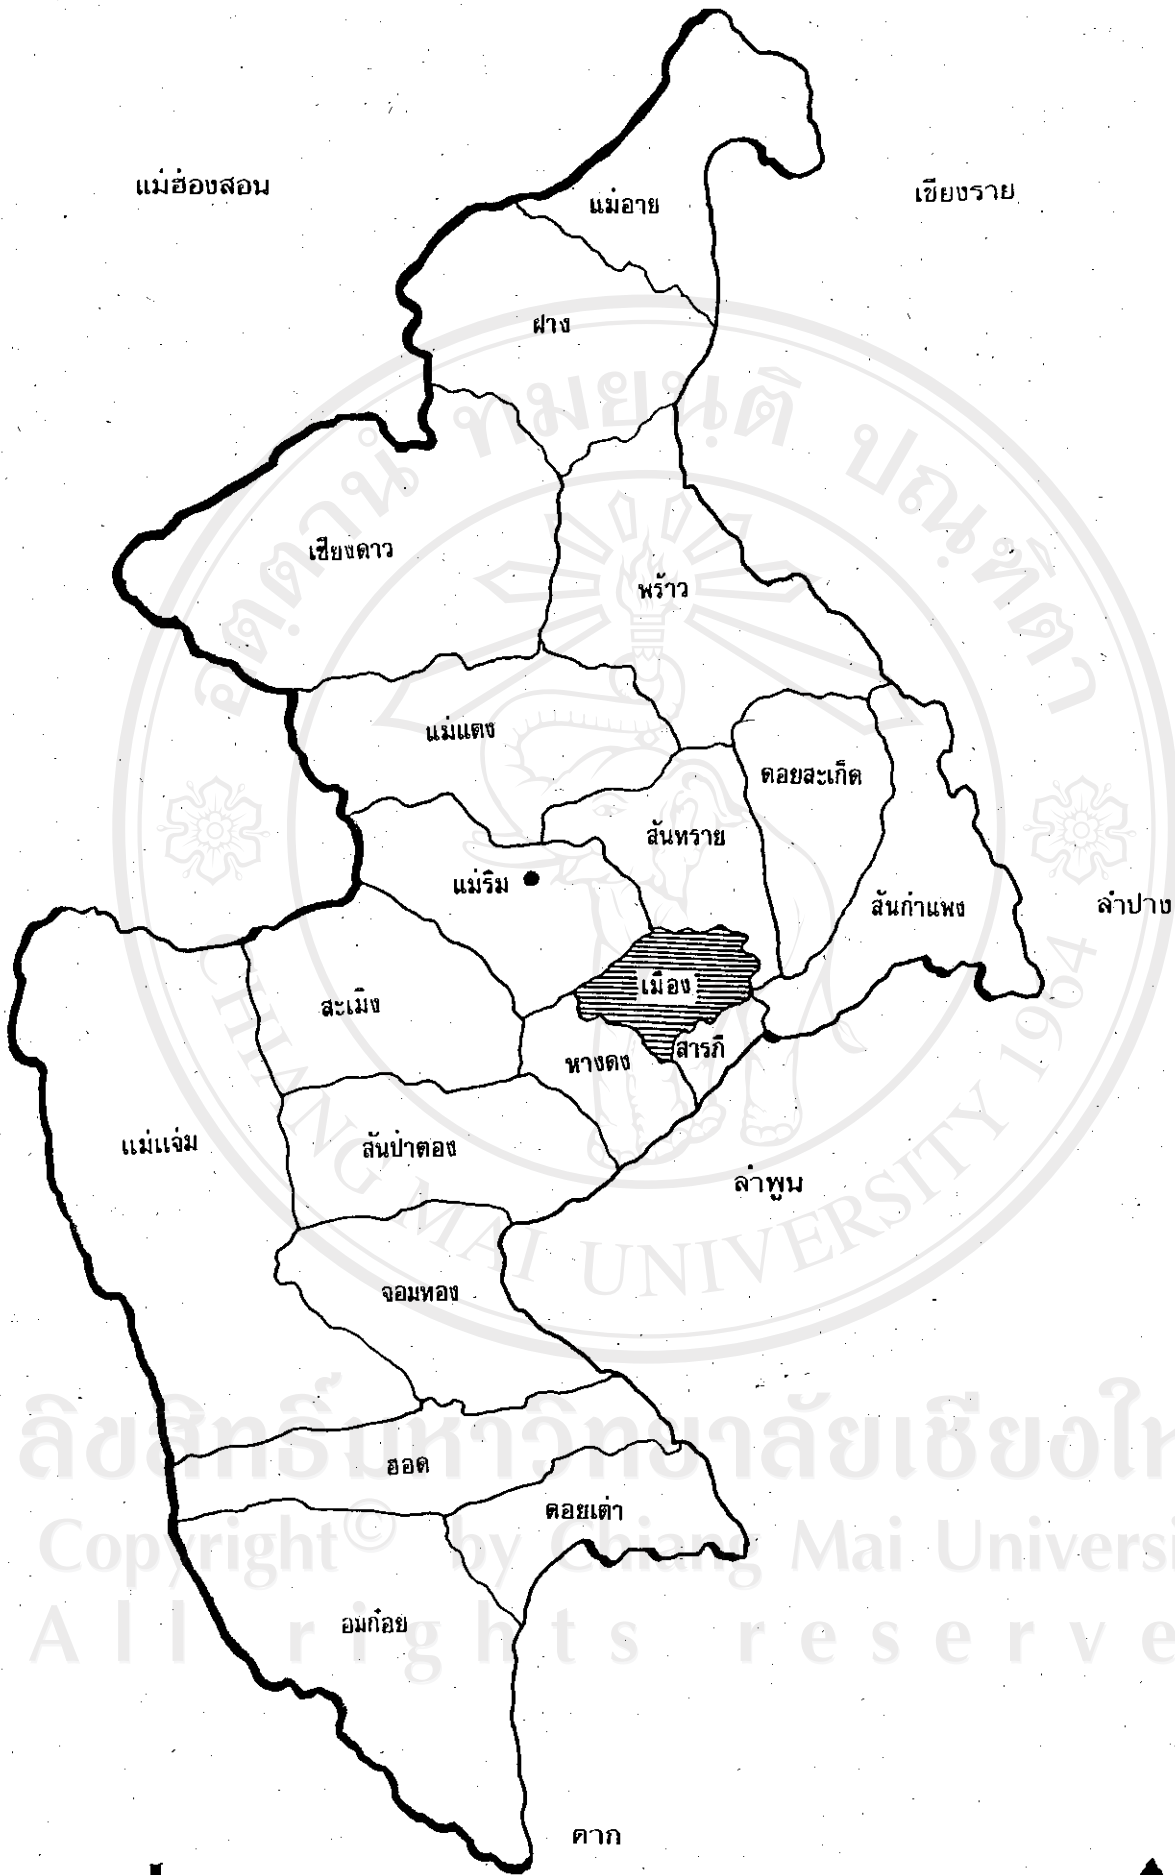 แม่ฮ่องสอน
แม่อาย
เชียงราย
ฝาง
เชียงดาว
พร้าว
แม่แตง
ดอยสะเก็ด
สันทราย
แม่ริม
สันกำแพง
ลำปาง
เมือง
สะเมิง
สารภี
หางดง
แม่แจ่ม
สันป่าตอง
ลำพูน
จอมทอง
ฮอด
ดอยเต่า
อมก๋อย
ตาก
CHIANG MAI UNIVERSITY 1964
ลิขสิทธิ์มหาวิทยาลัยเชียงให
Copyright © by Chiang Mai Universi
All rights reserve